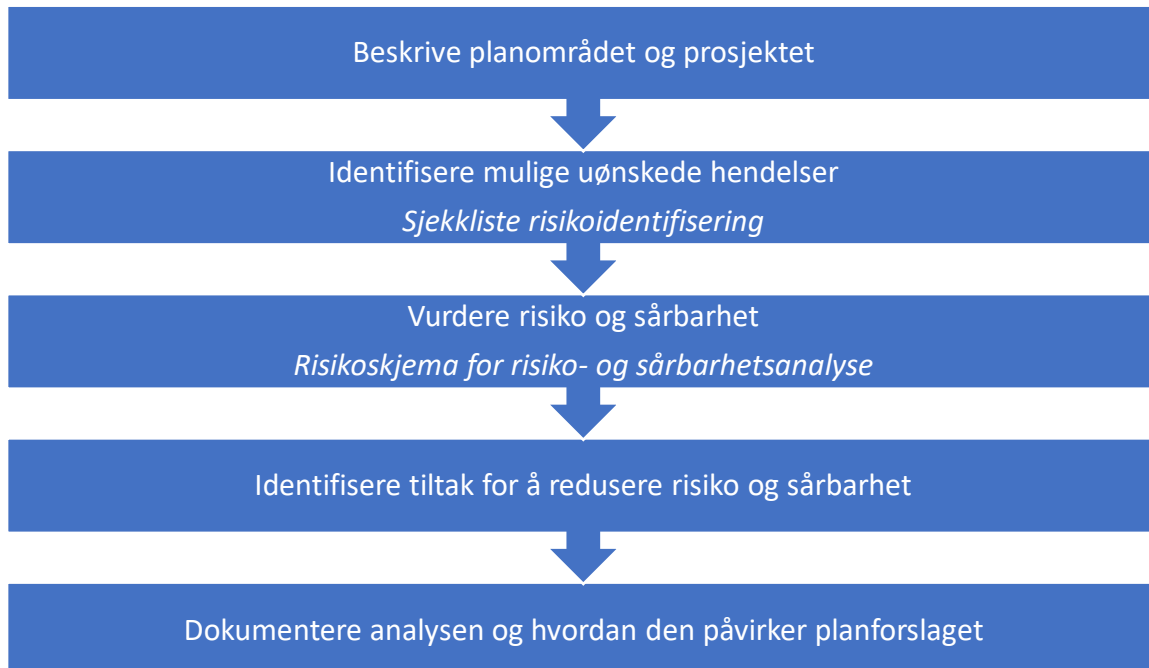 Beskrive planområdet og prosjektet
Identifisere mulige uønskede hendelser
Sjekkliste risikoidentifisering
Vurdere risiko og sårbarhet
Risikoskjema for risiko- og sårbarhetsanalyse
Identifisere tiltak for å redusere risiko og sårbarhet
Dokumentere analysen og hvordan den påvirker planforslaget